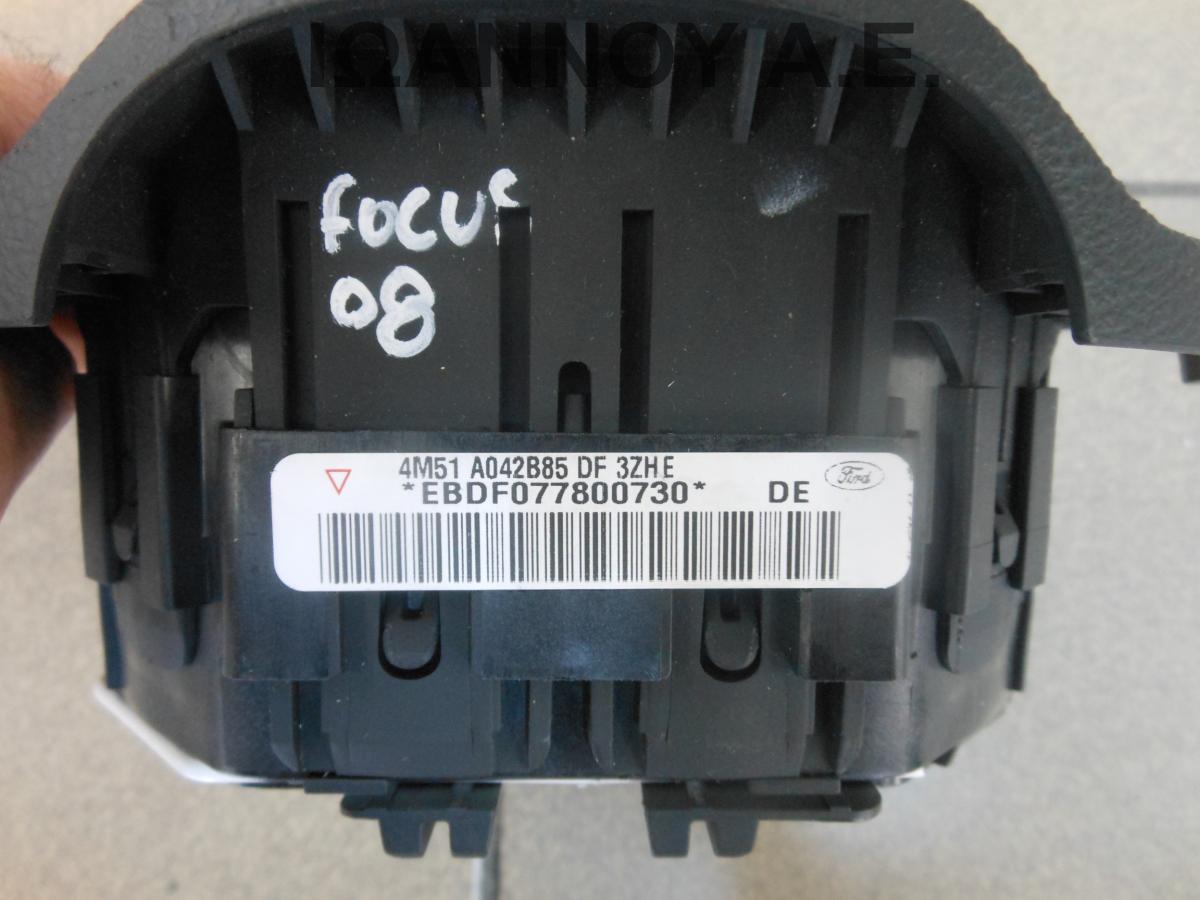 ΙΩΑΝΝΟΥ Α.Ε.
FOCUS
08
4M51 A042B85 DF 3ZHE
*EBDF077800730* DE
Ford